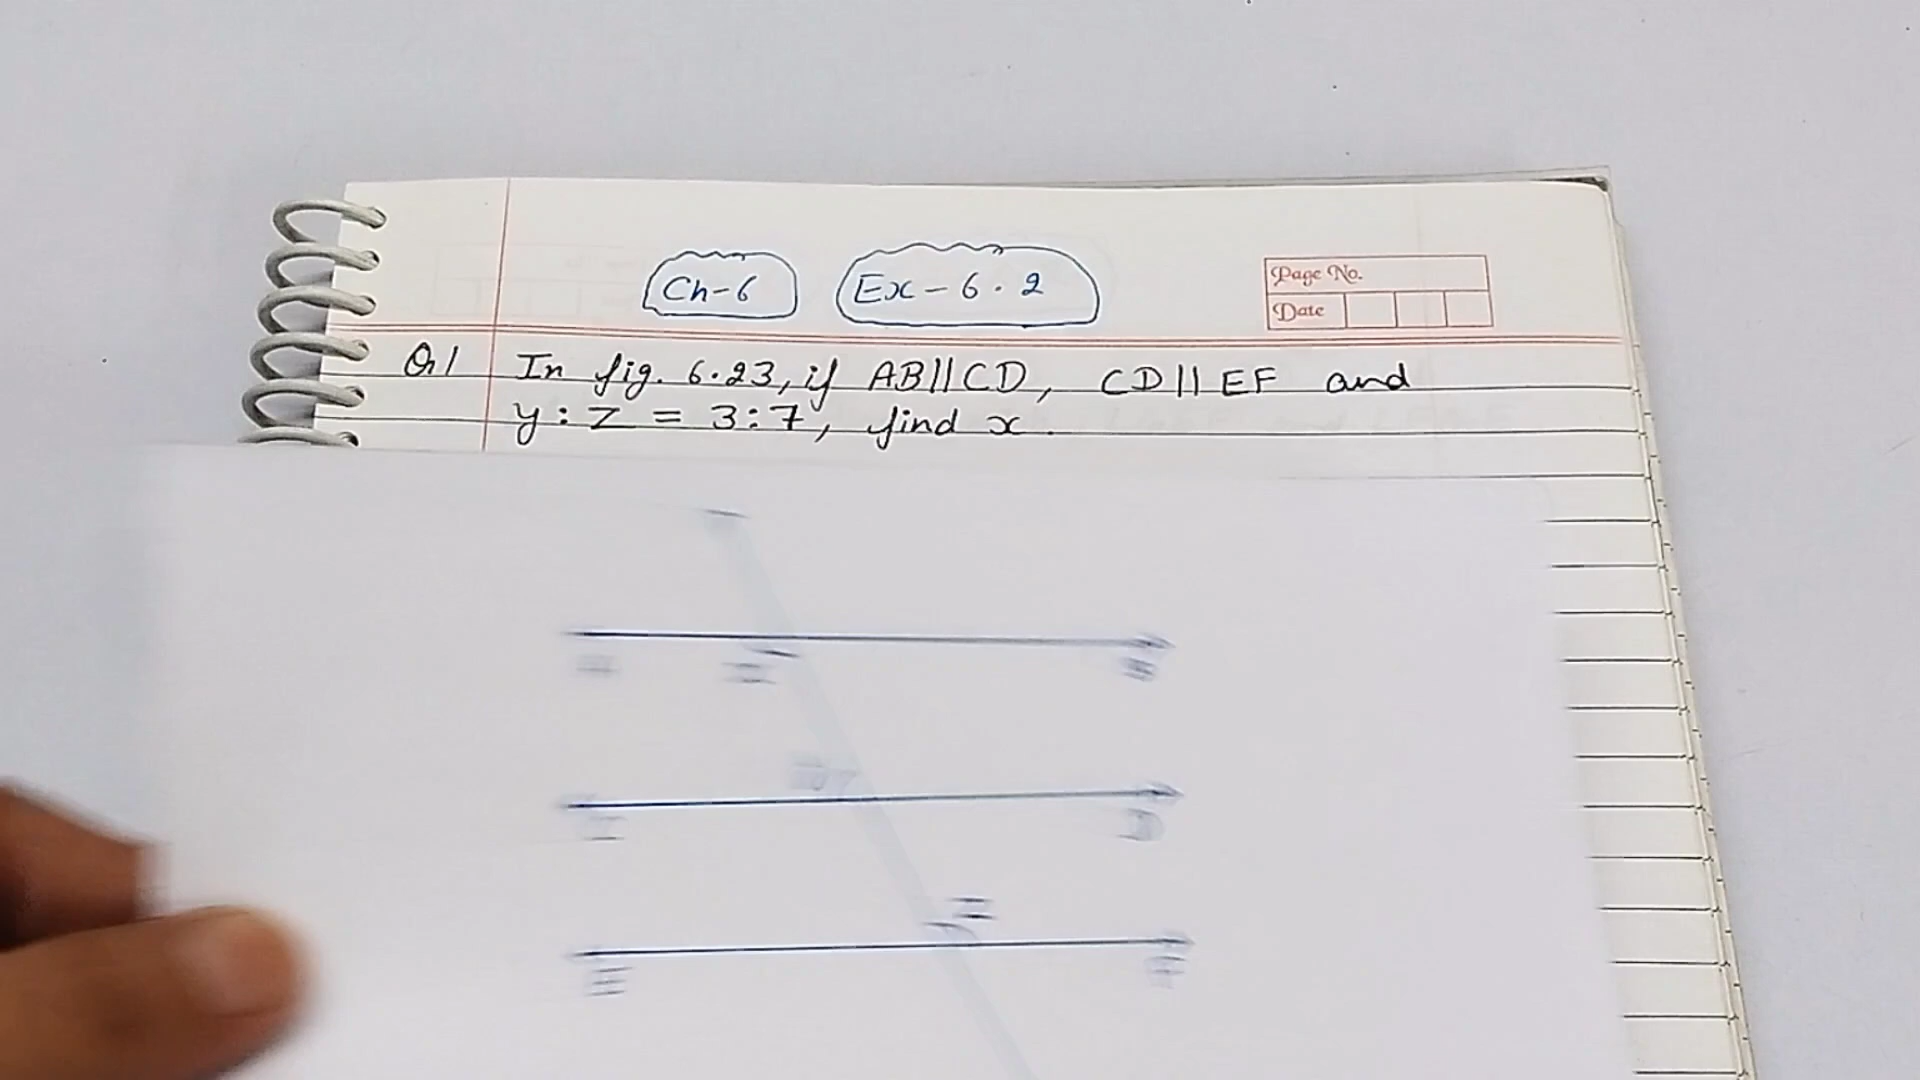 Ch-6
Ex-6.2
Page No.
Date
Q1 In fig. 6.23, if AB||CD, CD||EF and
y:z = 3:7, find x.